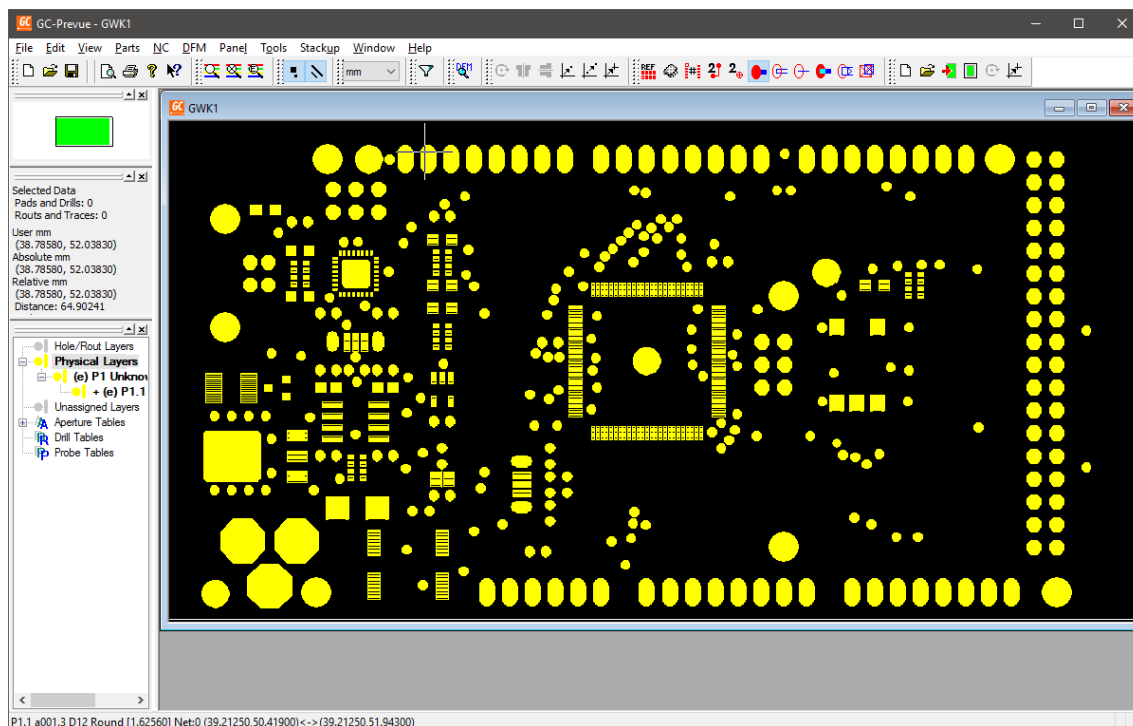 GC-Prevue - GWK1
File Edit View Parts NC DFM Panel Tools Stackup Window Help
mm
DFM
REF
GWK1
Selected Data
Pads and Drills: 0
Routs and Traces: 0
User mm
(38.78580, 52.03830)
Absolute mm
(38.78580, 52.03830)
Relative mm
(38.78580, 52.03830)
Distance: 64.90241
Hole/Rout Layers
Physical Layers
(e) P1 Unknov
+ (e) P1.1
Unassigned Layers
Aperture Tables
Drill Tables
Probe Tables
P1.1 a001.3 D12 Round [1.62560] Net:0 (39.21250,50.41900)<->(39.21250,51.94300)